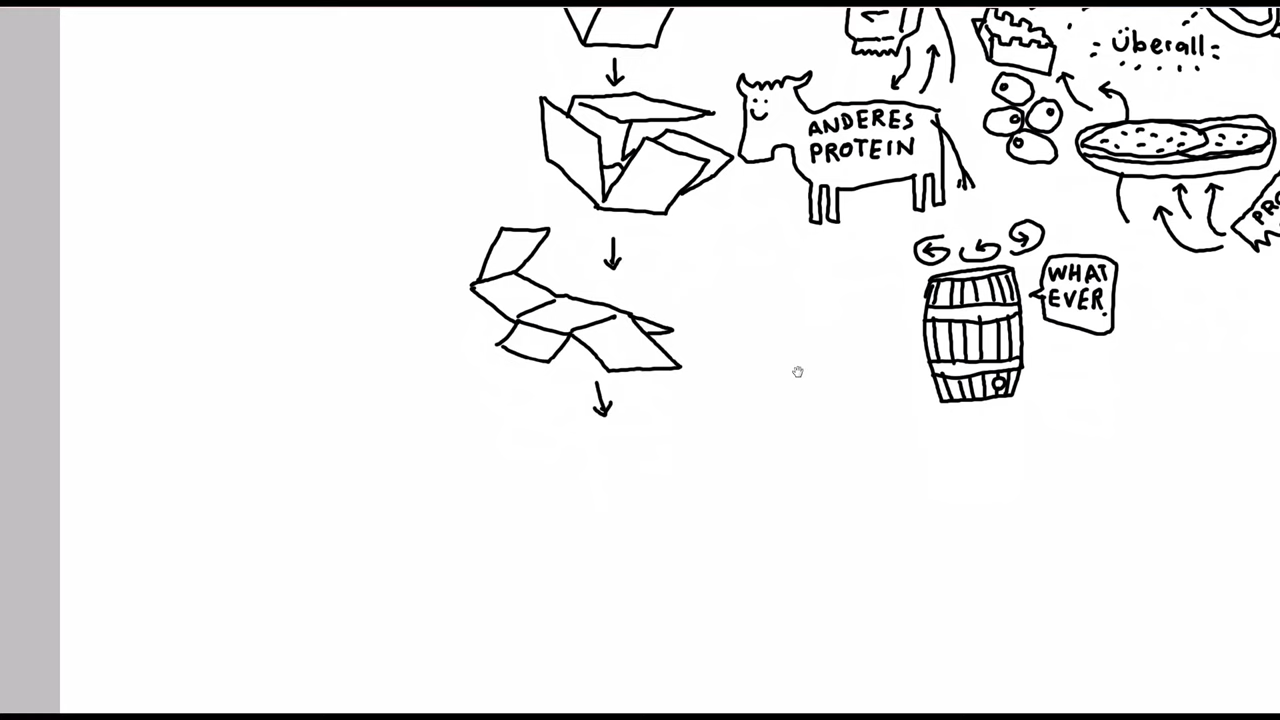 Überall
ANDERES
PROTEIN
WHAT
EVER.